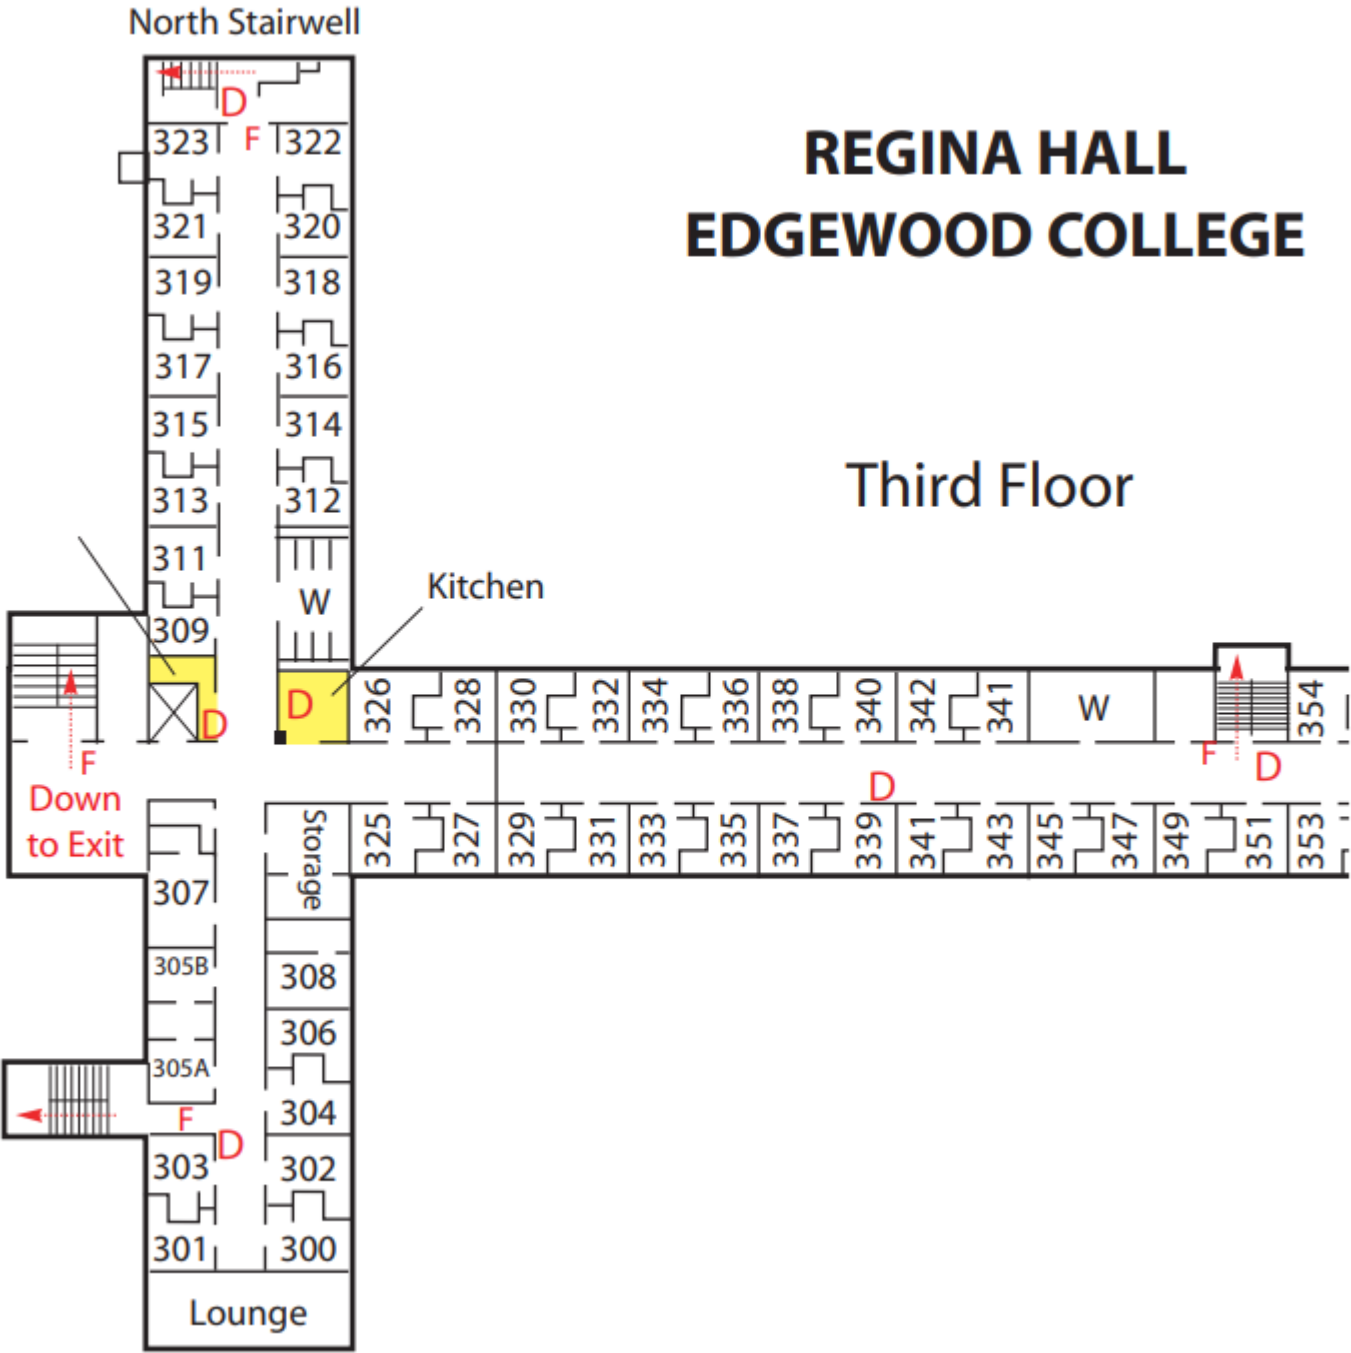 North Stairwell
D
323
F
322
REGINA HALL
EDGEWOOD COLLEGE
321
320
319
318
317
316
315
314
Third Floor
313
312
311
Kitchen
W
309
D
D
326
328
330
332
334
336
338
340
342
341
W
354
F
Down
to Exit
F
D
D
Storage
325
327
329
331
333
335
337
339
341
343
345
347
349
351
353
307
305B
308
306
305A
304
F
D
303
302
301
300
Lounge